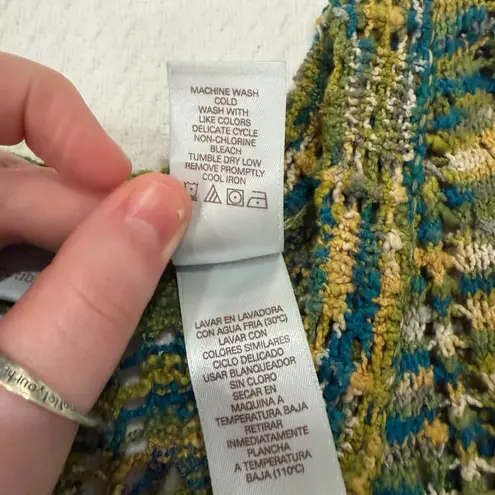 MACHINE WASH
COLD
WASH WITH
LIKE COLORS
DELICATE CYCLE
NON-CHLORINE
BLEACH
TUMBLE DRY LOW
REMOVE PROMPTLY
COOL IRON
LAVAR EN LAVADORA
CON AGUA FRIA (30°C)
LAVAR CON
COLORES SIMILARES
CICLO DELICADO
USAR BLANQUEADOR
SIN CLORO
SECAR EN
MAQUINA A
TEMPERATURA BAJA
RETIRAR
INMEDIATAMENTE
PLANCHA
A TEMPERATURA
BAJA (110°C)